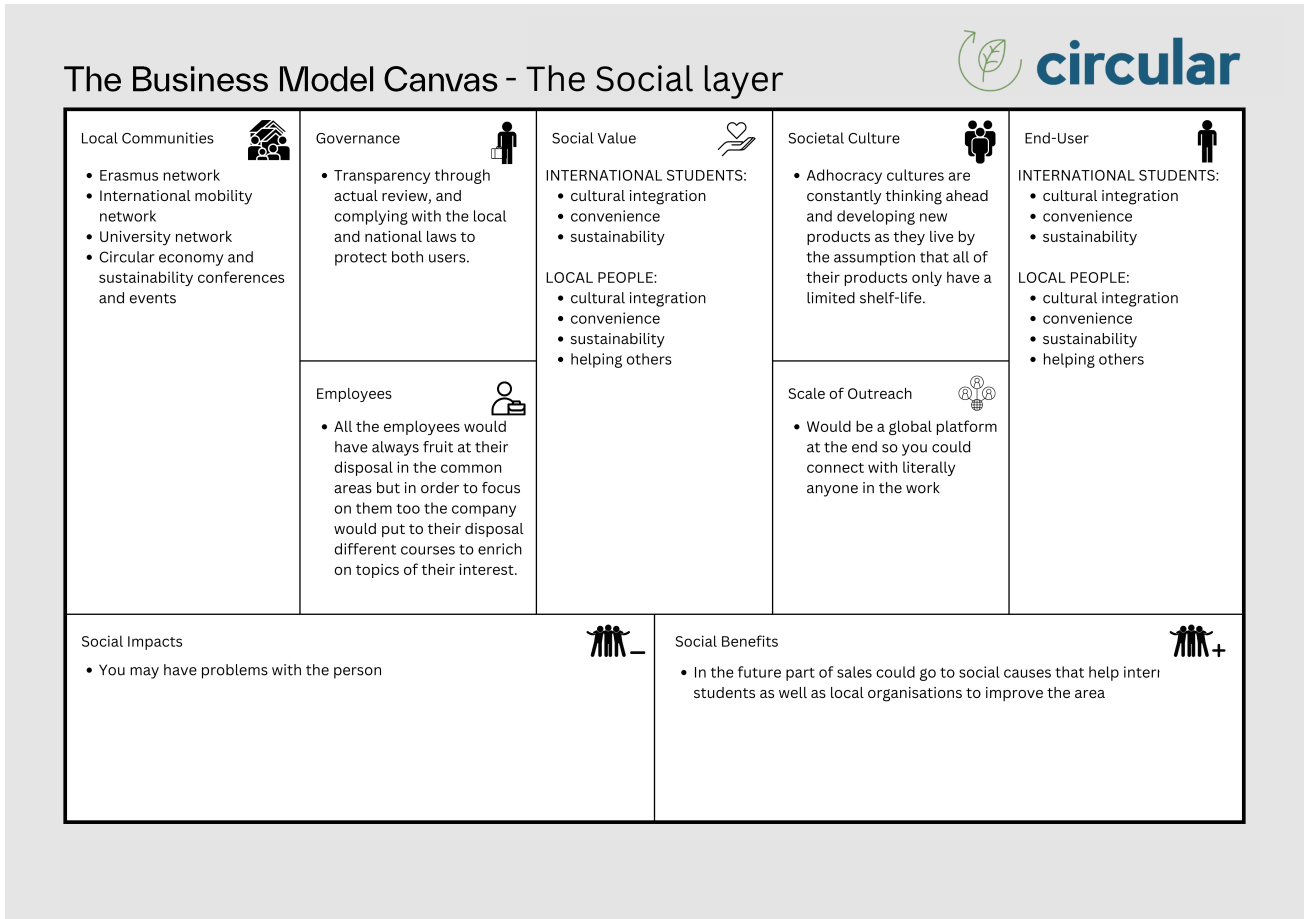 The Business Model Canvas - The Social layer
circular
Local Communities
• Erasmus network
• International mobility
network
• University network
• Circular economy and
sustainability conferences
and events
Governance
• Transparency through
actual review, and
complying with the local
and national laws to
protect both users.
Employees
• All the employees would
have always fruit at their
disposal in the common
areas but in order to focus
on them too the company
would put to their disposal
different courses to enrich
on topics of their interest.
Social Value
INTERNATIONAL STUDENTS:
• cultural integration
• convenience
• sustainability
LOCAL PEOPLE:
• cultural integration
• convenience
• sustainability
• helping others
Societal Culture
• Adhocracy cultures are
constantly thinking ahead
and developing new
products as they live by
the assumption that all of
their products only have a
limited shelf-life.
Scale of Outreach
• Would be a global platform
at the end so you could
connect with literally
anyone in the work
End-User
INTERNATIONAL STUDENTS:
• cultural integration
• convenience
• sustainability
LOCAL PEOPLE:
• cultural integration
• convenience
• sustainability
• helping others
Social Impacts
• You may have problems with the person
Social Benefits
• In the future part of sales could go to social causes that help
students as well as local organisations to improve the area